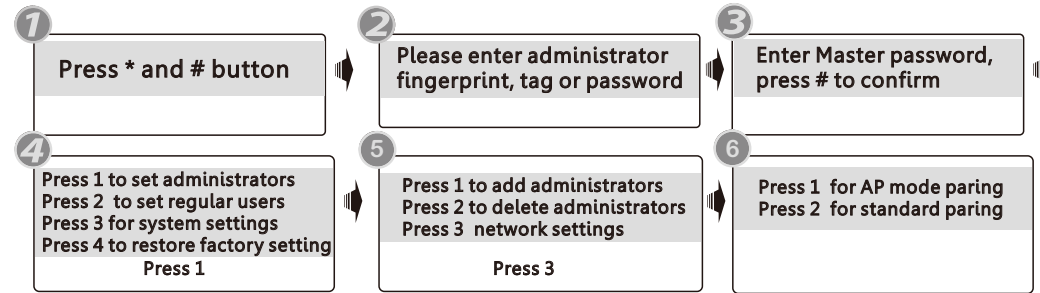 1
Press * and # button
2
Please enter administrator
fingerprint, tag or password
3
Enter Master password,
press # to confirm
4
Press 1 to set administrators
Press 2 to set regular users
Press 3 for system settings
Press 4 to restore factory setting
Press 1
5
Press 1 to add administrators
Press 2 to delete administrators
Press 3 network settings
Press 3
6
Press 1 for AP mode paring
Press 2 for standard paring